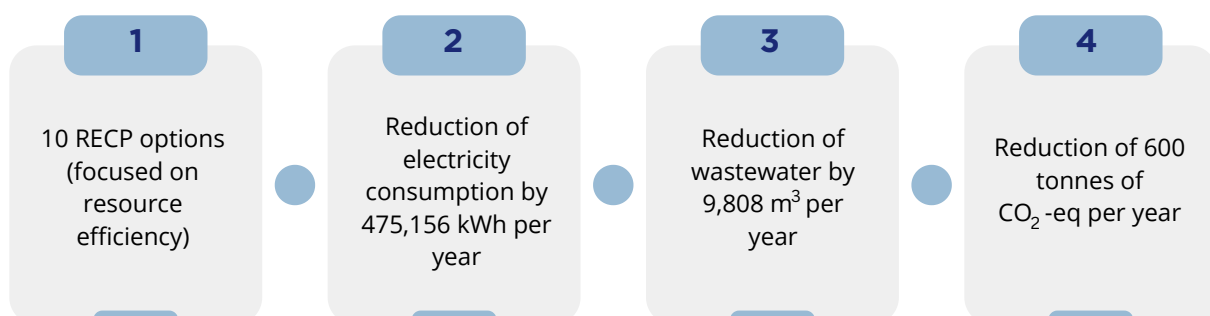 1
10 RECP options
(focused on
resource
efficiency)
2
Reduction of
electricity
consumption by
475,156 kWh per
year
3
Reduction of
wastewater by
9,808 m³ per
year
4
Reduction of 600
tonnes of
CO₂ -eq per year